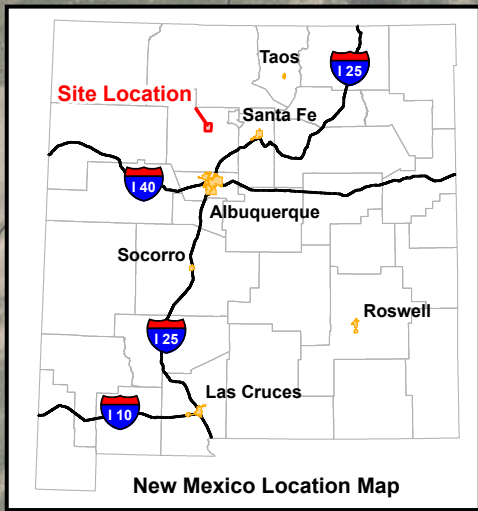 Taos
I 25
Site Location
Santa Fe
I 40
Albuquerque
Socorro
Roswell
I 25
Las Cruces
I 10
New Mexico Location Map